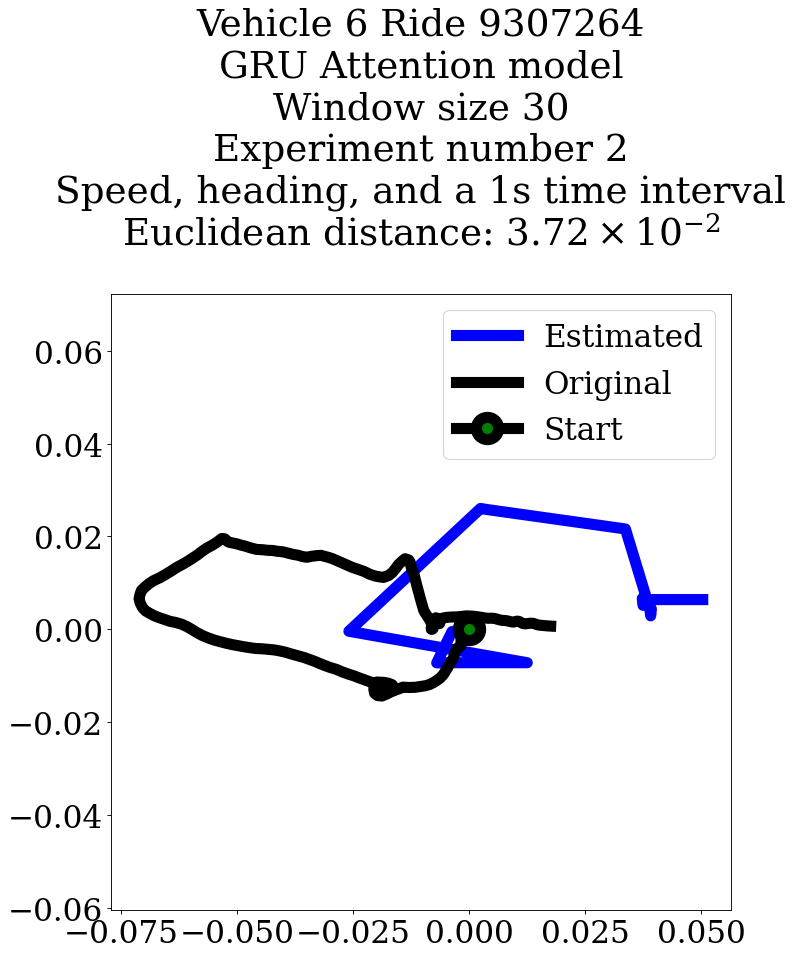 Vehicle 6 Ride 9307264
GRU Attention model
Window size 30
Experiment number 2
Speed, heading, and a 1s time interval
Euclidean distance: 3.72 × 10⁻²
Estimated
Original
Start
0.06
0.04
0.02
0.00
−0.02
−0.04
−0.06
−0.075 −0.050 −0.025 0.000 0.025 0.050